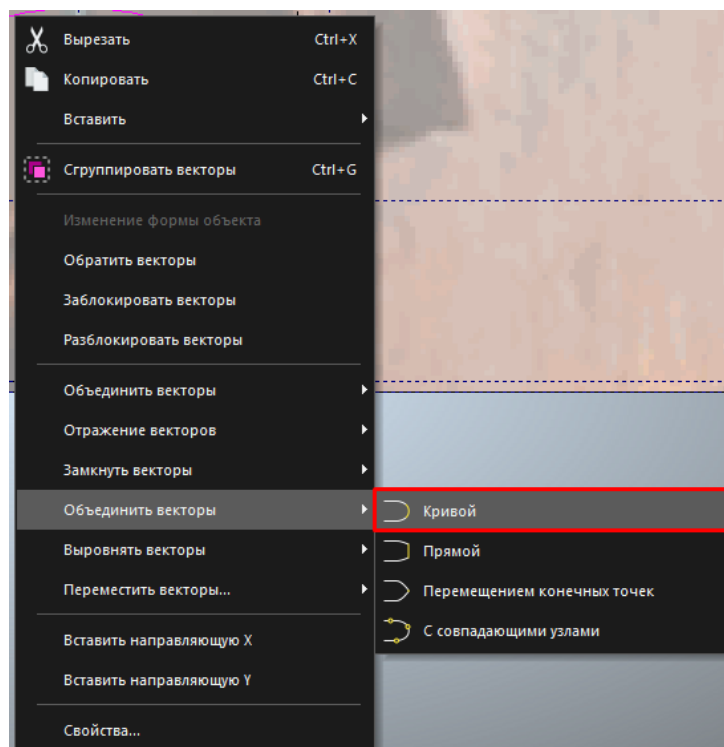 Вырезать Ctrl+X
Копировать Ctrl+C
Вставить
Сгруппировать векторы Ctrl+G
Изменение формы объекта
Обратить векторы
Заблокировать векторы
Разблокировать векторы
Объединить векторы
Отражение векторов
Замкнуть векторы
Объединить векторы
Выровнять векторы
Переместить векторы...
Вставить направляющую X
Вставить направляющую Y
Свойства...
Кривой
Прямой
Перемещением конечных точек
С совпадающими узлами